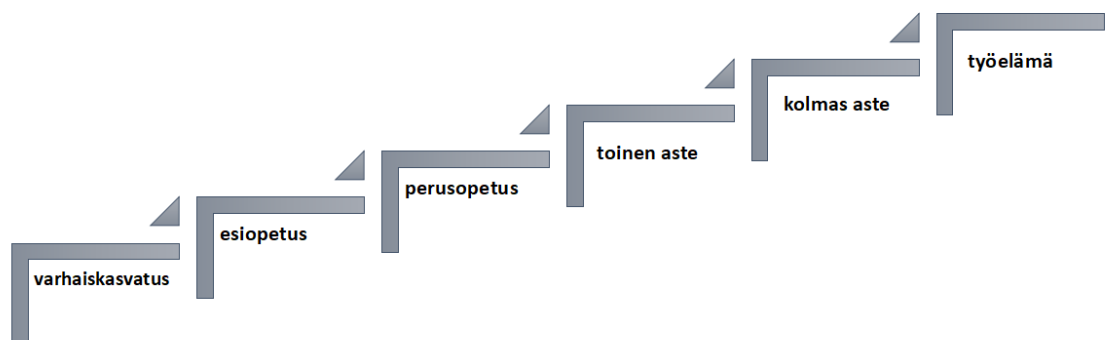 varhaiskasvatus
esiopetus
perusopetus
toinen aste
kolmas aste
työelämä